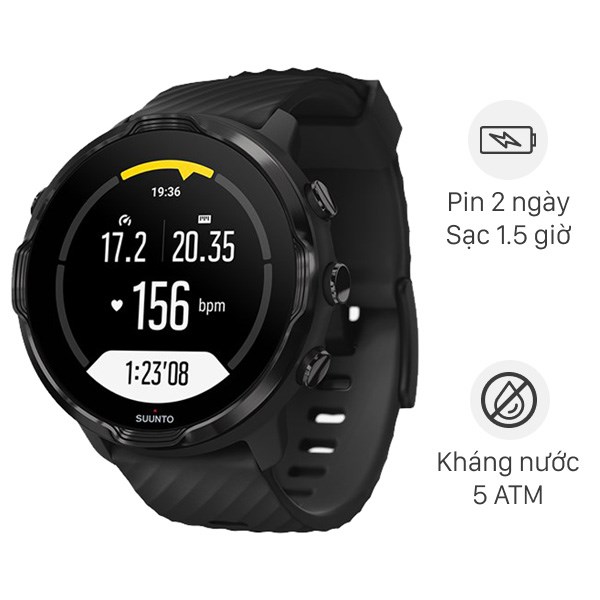 19:36
17.2 20.35
156 bpm
1:23'08
SUUNTO
Pin 2 ngày
Sạc 1.5 giờ
Kháng nước
5 ATM